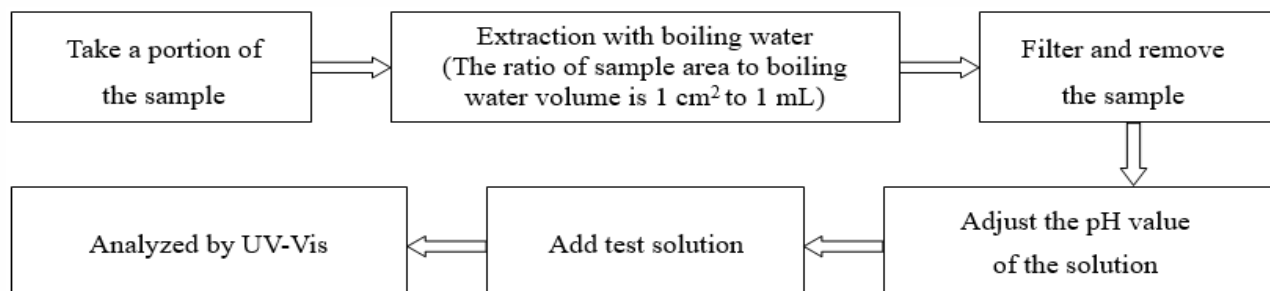 Take a portion of
the sample
Extraction with boiling water
(The ratio of sample area to boiling
water volume is 1 cm² to 1 mL)
Filter and remove
the sample
Adjust the pH value
of the solution
Add test solution
Analyzed by UV-Vis